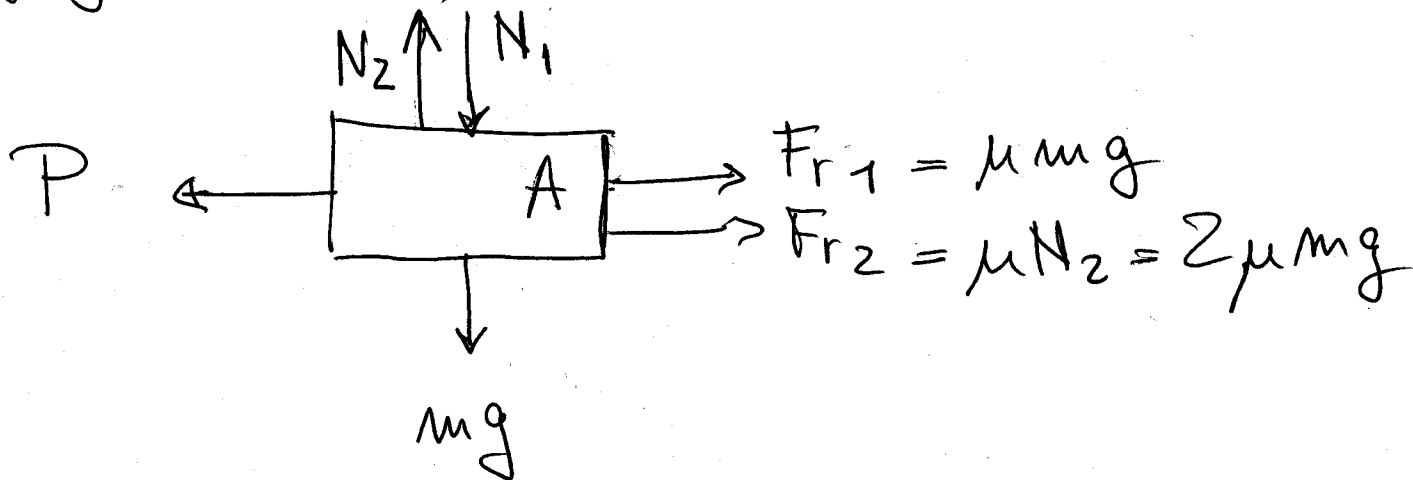 N₂ N₁
P A Fr₁ = μmg
Fr₂ = μN₂ = 2μmg
mg